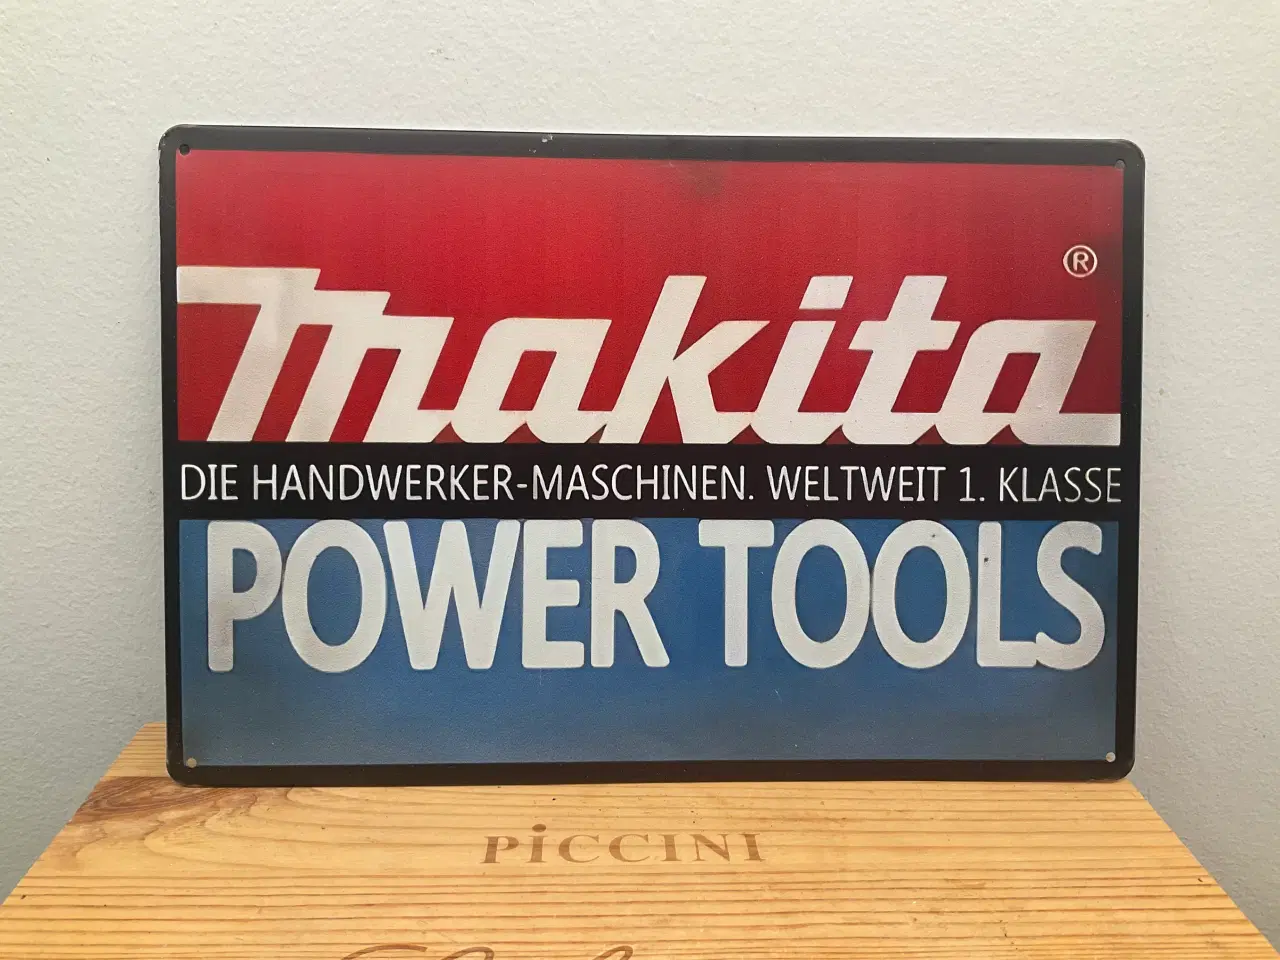 makita®
DIE HANDWERKER-MASCHINEN. WELTWEIT 1. KLASSE
POWER TOOLS
PiCCINI